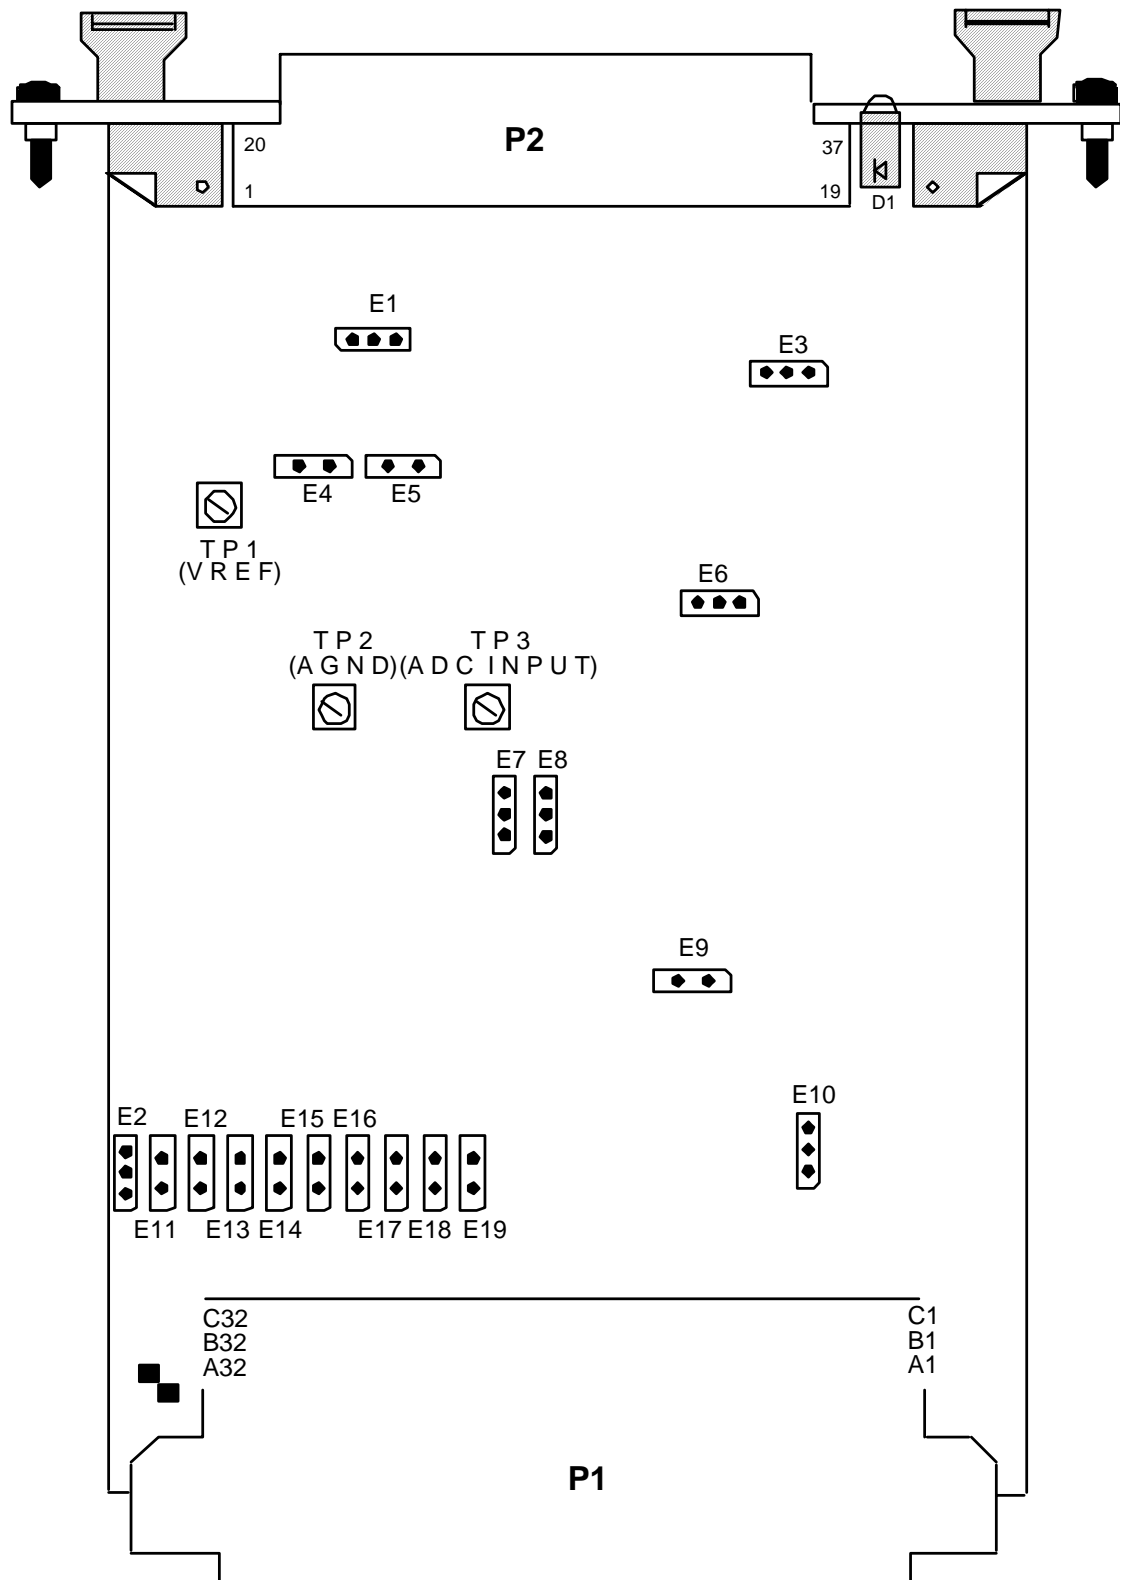 P2
20
37
1
19
D1
E1
E3
E4
E5
T P 1
(V R E F)
E6
T P 2
T P 3
(A G N D)
(A D C I N P U T)
E7 E8
E9
E10
E2
E12
E15 E16
E11
E13 E14
E17 E18 E19
C32
C1
B32
B1
A32
A1
P1